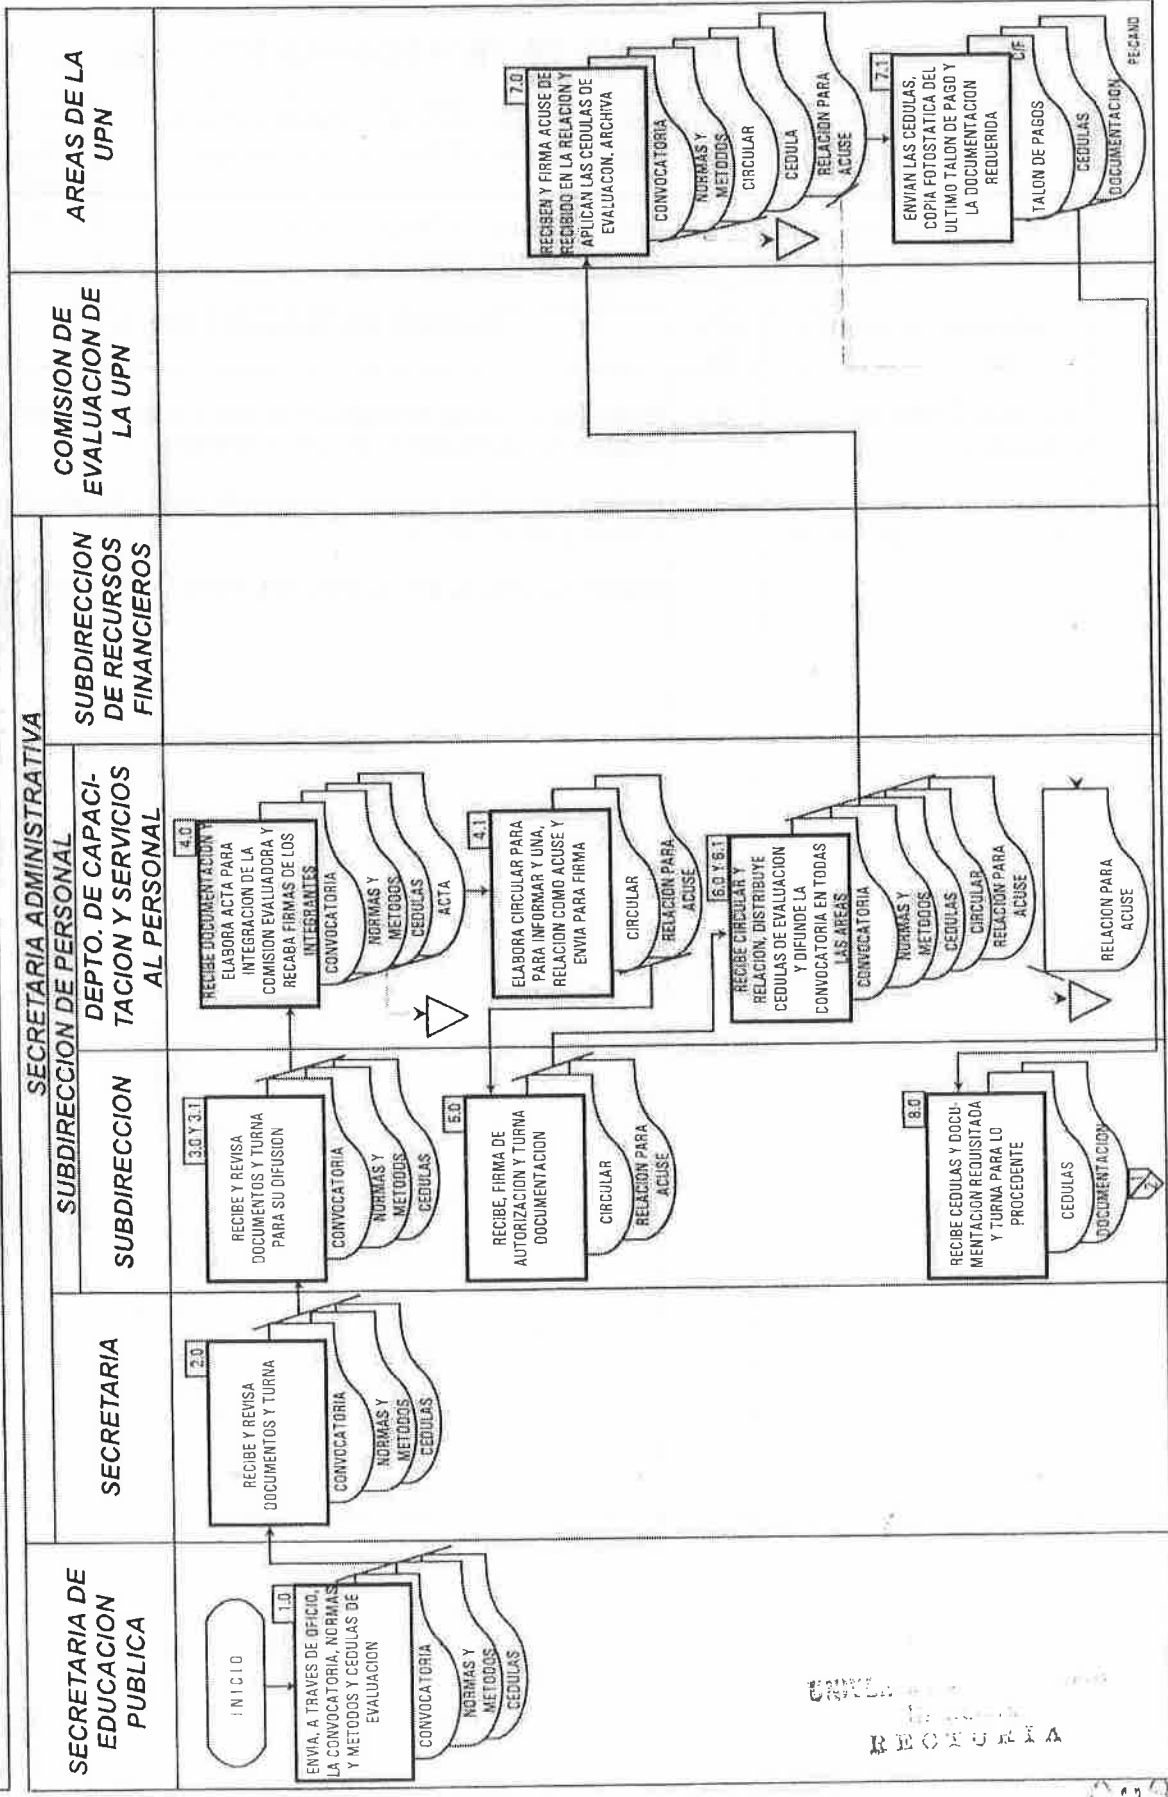 SECRETARIA DE
EDUCACION
PUBLICA
SECRETARIA ADMINISTRATIVA
SECRETARIA
SUBDIRECCION DE PERSONAL
SUBDIRECCION
DEPTO. DE CAPACI-
TACION Y SERVICIOS
AL PERSONAL
SUBDIRECCION
DE RECURSOS
FINANCIEROS
COMISION DE
EVALUACION DE
LA UPN
AREAS DE LA
UPN
INICIO
1.0
ENVIA, A TRAVES DE OFICIO,
LA CONVOCATORIA, NORMAS
Y METODOS Y CEDULAS DE
EVALUACION
CONVOCATORIA
NORMAS Y
METODOS
CEDULAS
2.0
RECIBE Y REVISA
DOCUMENTOS Y TURNA
CONVOCATORIA
NORMAS Y
METODOS
CEDULAS
3.0 Y 3.1
RECIBE Y REVISA
DOCUMENTOS Y TURNA
PARA SU DIFUSION
CONVOCATORIA
NORMAS Y
METODOS
CEDULAS
4.0
RECIBE DOCUMENTACION Y
ELABORA ACTA PARA
INTEGRACION DE LA
COMISION EVALUADORA Y
RECABA FIRMAS DE LOS
INTEGRANTES
CONVOCATORIA
NORMAS Y
METODOS
CEDULAS
ACTA
4.1
ELABORA CIRCULAR PARA
PARA INFORMAR Y UNA,
RELACION COMO ACUSE Y
ENVIA PARA FIRMA
CIRCULAR
RELACION PARA
ACUSE
5.0
RECIBE, FIRMA DE
AUTORIZACION Y TURNA
DOCUMENTACION
CIRCULAR
RELACION PARA
ACUSE
6.0 Y 6.1
RECIBE CIRCULAR Y
RELACION, DISTRIBUYE
CEDULAS DE EVALUACION
Y DIFUNDE LA
CONVOCATORIA EN TODAS
LAS AREAS
CONVOCATORIA
NORMAS Y
METODOS
CEDULAS
CIRCULAR
RELACION PARA
ACUSE
7.0
RECIBEN Y FIRMA ACUSE DE
RECIBIDO EN LA RELACION Y
APLICAN LAS CEDULAS DE
EVALUACON. ARCHIVA
CONVOCATORIA
NORMAS Y
METODOS
CIRCULAR
CEDULA
RELACION PARA
ACUSE
RELACION PARA
ACUSE
7.1
ENVIAN LAS CEDULAS,
COPIA FOTOSTATICA DEL
ULTIMO TALON DE PAGO Y
LA DOCUMENTACION
REQUERIDA
C/F
TALON DE PAGOS
CEDULAS
DOCUMENTACION
8.0
RECIBE CEDULAS Y DOCU-
MENTACION REQUISITADA
Y TURNA PARA LO
PROCEDENTE
CEDULAS
DOCUMENTACION
PE-CAND
RECTORIA